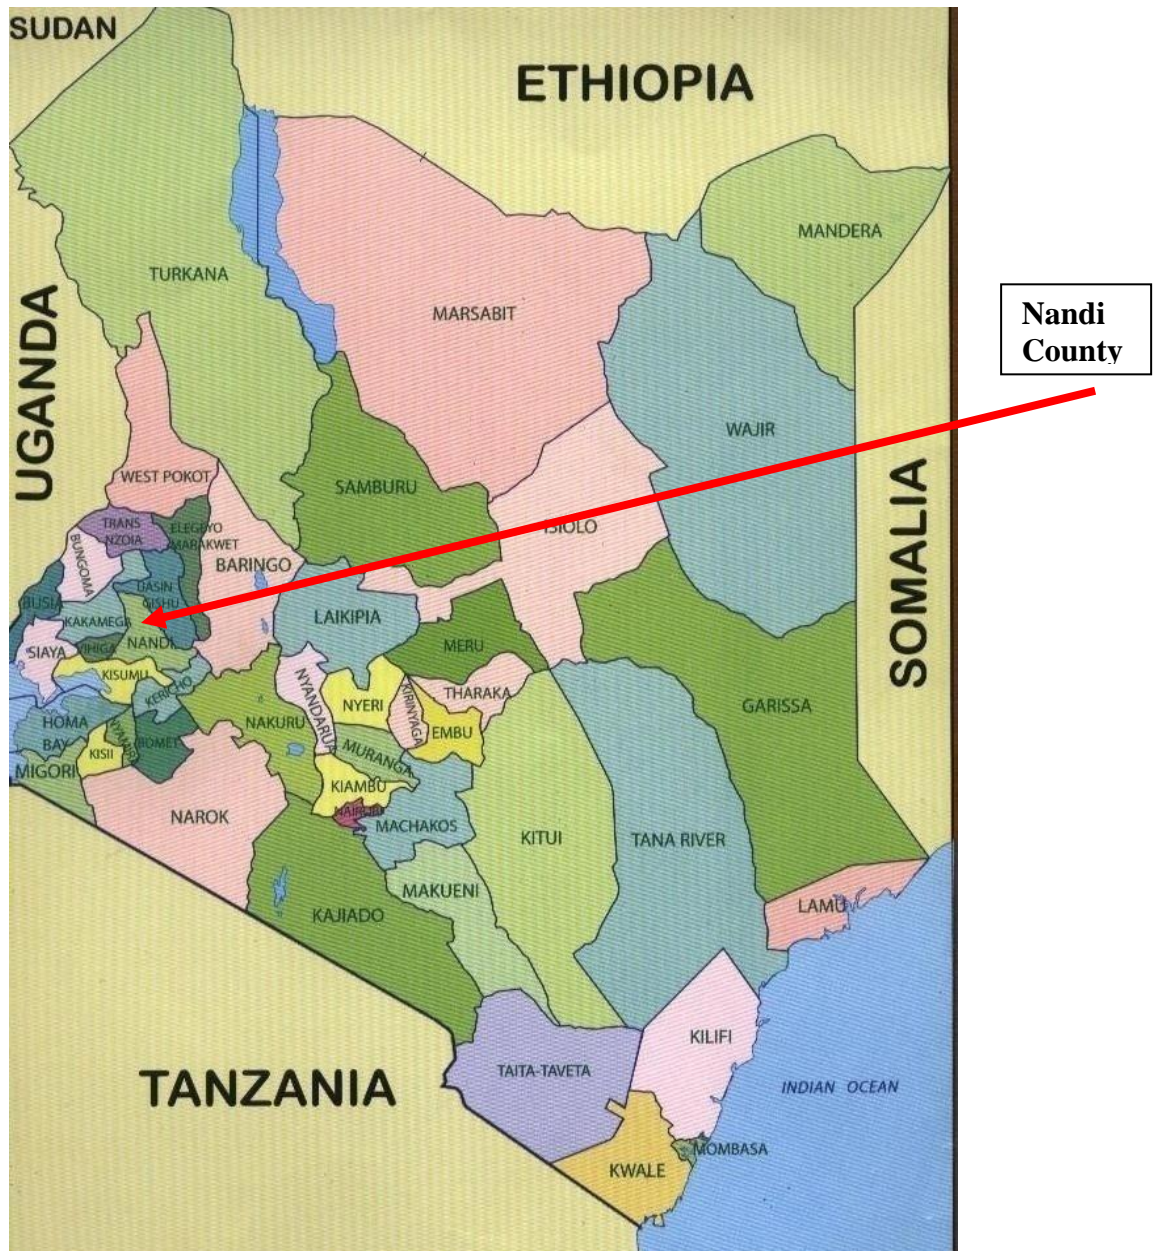 SUDAN
ETHIOPIA
MANDERA
TURKANA
Nandi
County
MARSABIT
UGANDA
WAJIR
WEST POKOT
SAMBURU
TRANS
NZOIA
ELEGEYO
MARAKWET
ISIOLO
BUNGOMA
BARINGO
UASIN
GISHU
SOMALIA
BUSIA
KAKAMEGA
LAIKIPIA
NANDI
VIHIGA
SIAYA
MERU
KISUMU
KERICHO
THARAKA
NYANDARUA
NYERI
KIRINYAGA
GARISSA
HOMA
BAY
NAKURU
EMBU
BOMET
KISII
MURANGA
MIGORI
KIAMBU
NAROK
NAIROBI
MACHAKOS
KITUI
TANA RIVER
MAKUENI
LAMU
KAJIADO
KILIFI
TAITA-TAVETA
TANZANIA
INDIAN OCEAN
MOMBASA
KWALE